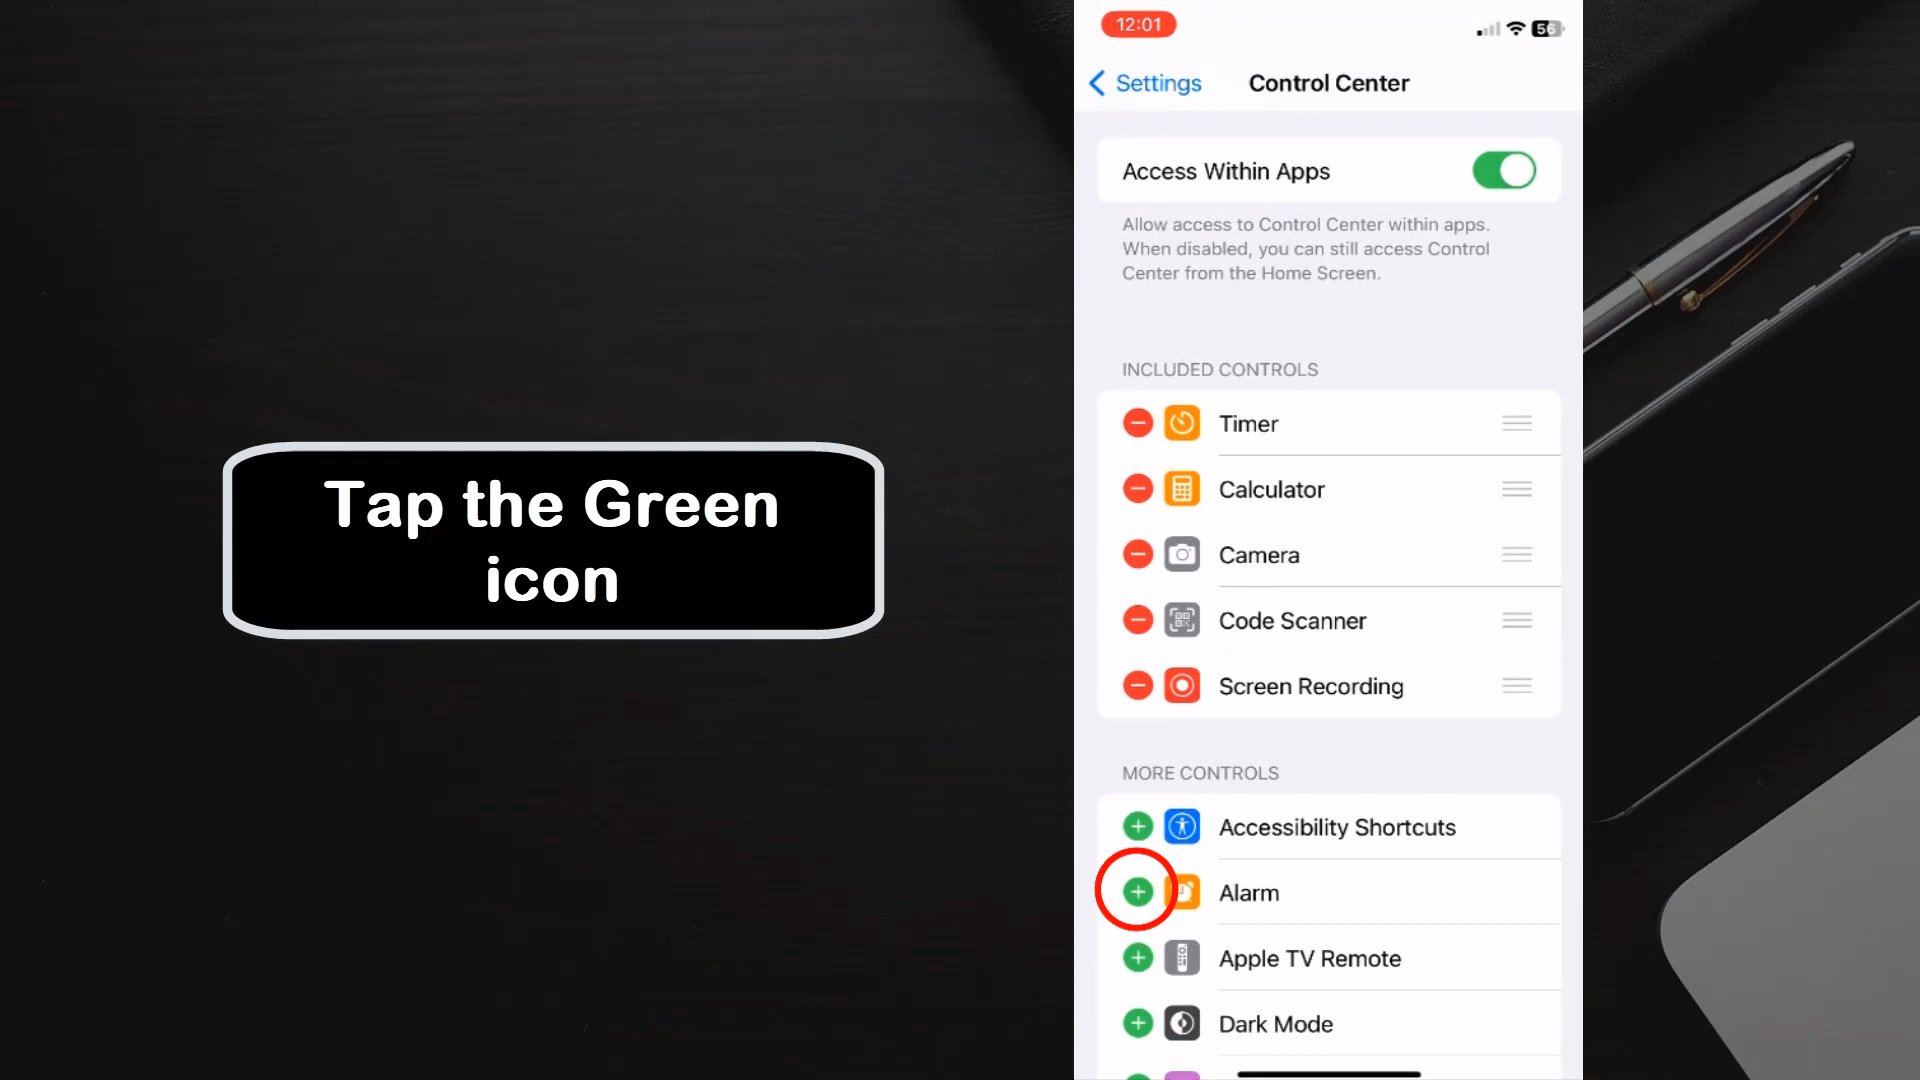 Tap the Green
icon
12:01
56
Settings
Control Center
Access Within Apps
Allow access to Control Center within apps.
When disabled, you can still access Control
Center from the Home Screen.
INCLUDED CONTROLS
Timer
Calculator
Camera
Code Scanner
Screen Recording
MORE CONTROLS
Accessibility Shortcuts
Alarm
Apple TV Remote
Dark Mode